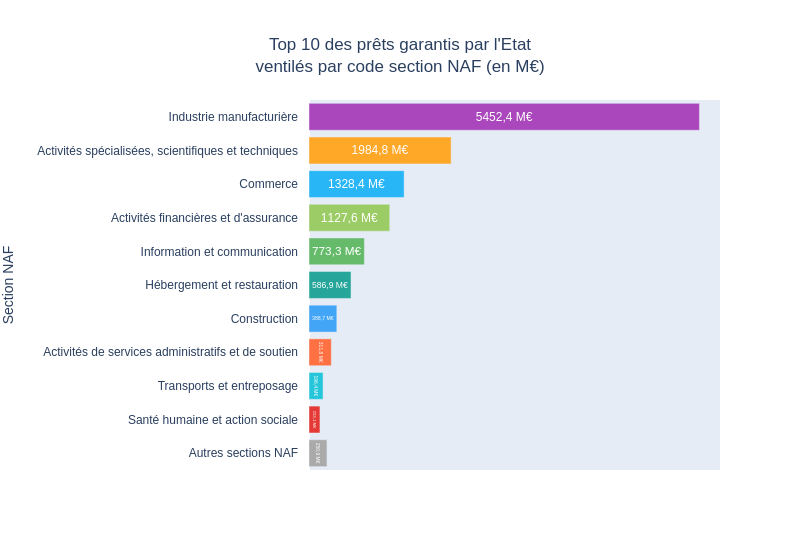 Top 10 des prêts garantis par l'Etat
ventilés par code section NAF (en M€)
Section NAF
Industrie manufacturière
5452,4 M€
Activités spécialisées, scientifiques et techniques
1984,8 M€
Commerce
1328,4 M€
Activités financières et d'assurance
1127,6 M€
Information et communication
773,3 M€
Hébergement et restauration
586,9 M€
Construction
M€
Activités de services administratifs et de soutien
M€
Transports et entreposage
M€
Santé humaine et action sociale
M€
Autres sections NAF
M€